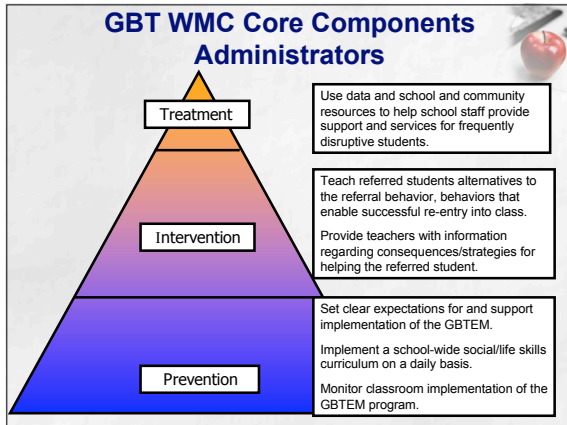 GBT WMC Core Components
Administrators
Treatment
Use data and school and community
resources to help school staff provide
support and services for frequently
disruptive students.
Intervention
Teach referred students alternatives to
the referral behavior, behaviors that
enable successful re-entry into class.
Provide teachers with information
regarding consequences/strategies for
helping the referred student.
Prevention
Set clear expectations for and support
implementation of the GBTEM.
Implement a school-wide social/life skills
curriculum on a daily basis.
Monitor classroom implementation of the
GBTEM program.